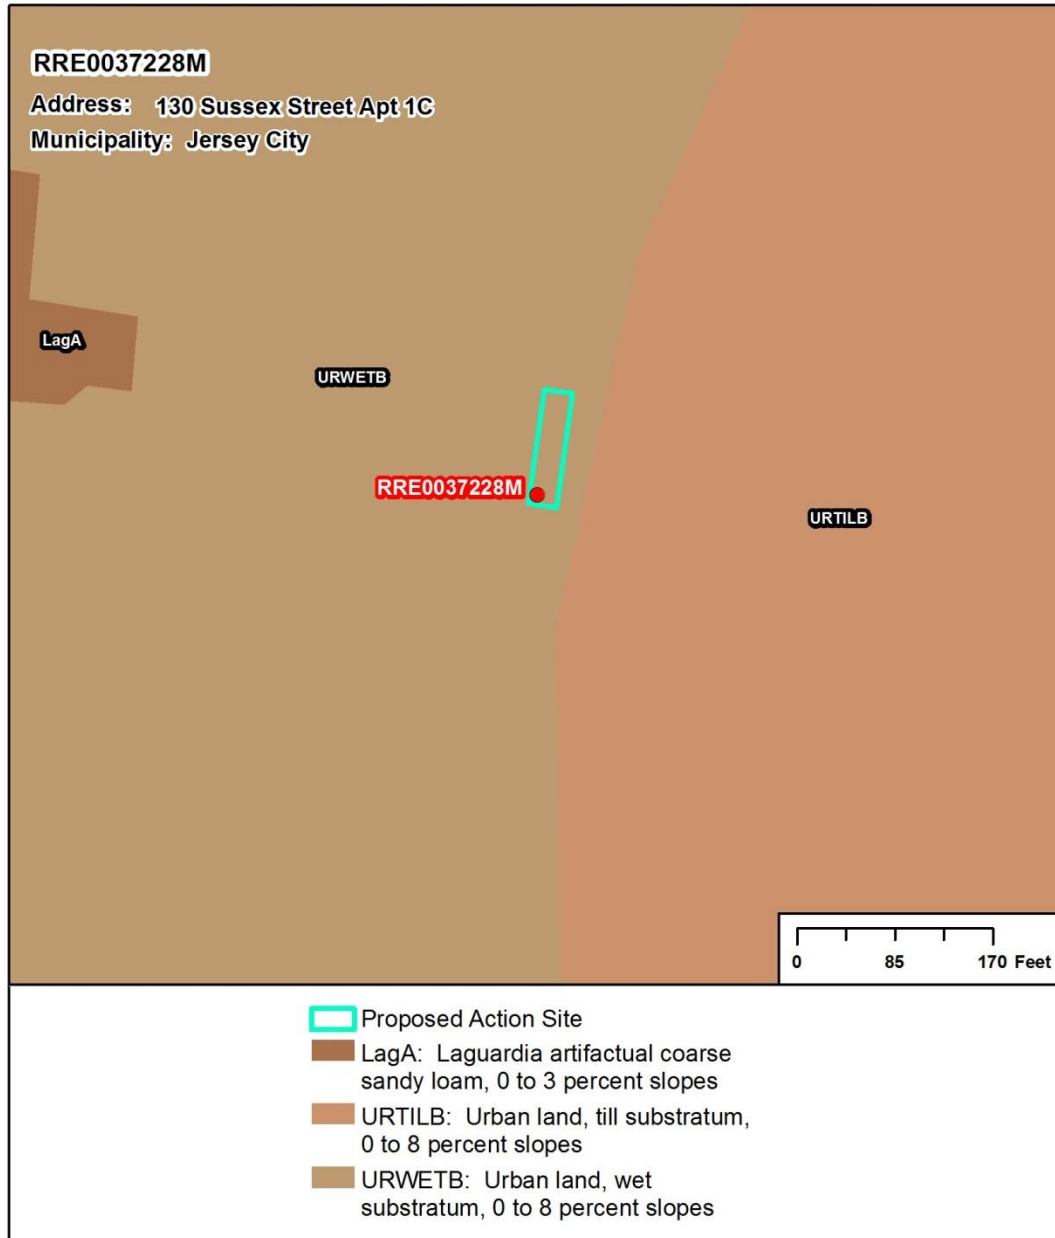 RRE0037228M
Address: 130 Sussex Street Apt 1C
Municipality: Jersey City
LagA
URWETB
RRE0037228M
URTILB
0 85 170 Feet
Proposed Action Site
LagA: Laguardia artifactual coarse
sandy loam, 0 to 3 percent slopes
URTILB: Urban land, till substratum,
0 to 8 percent slopes
URWETB: Urban land, wet
substratum, 0 to 8 percent slopes